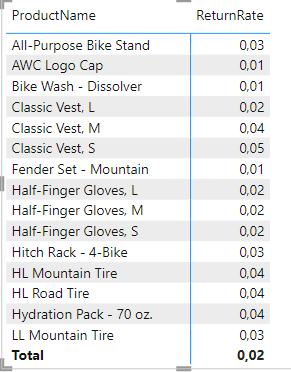 ProductName ReturnRate
All-Purpose Bike Stand 0,03
AWC Logo Cap 0,01
Bike Wash - Dissolver 0,01
Classic Vest, L 0,02
Classic Vest, M 0,04
Classic Vest, S 0,05
Fender Set - Mountain 0,01
Half-Finger Gloves, L 0,02
Half-Finger Gloves, M 0,02
Half-Finger Gloves, S 0,02
Hitch Rack - 4-Bike 0,03
HL Mountain Tire 0,04
HL Road Tire 0,04
Hydration Pack - 70 oz. 0,04
LL Mountain Tire 0,03
Total 0,02